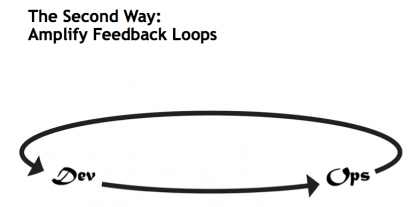 The Second Way:
Amplify Feedback Loops
Dev
Ops